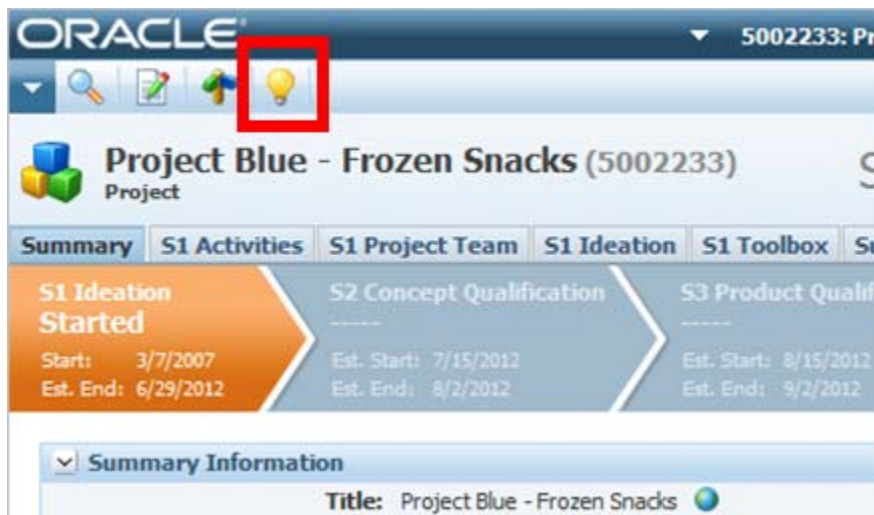 ORACLE
5002233: Pr
Project Blue - Frozen Snacks (5002233)
Project
Summary S1 Activities S1 Project Team S1 Ideation S1 Toolbox Su
S1 Ideation S2 Concept Qualification S3 Product Qualif
Started ----- -----
Start: 3/7/2007 Est. Start: 7/15/2012 Est. Start: 8/15/2012
Est. End: 6/29/2012 Est. End: 8/2/2012 Est. End: 9/2/2012
Summary Information
Title: Project Blue - Frozen Snacks